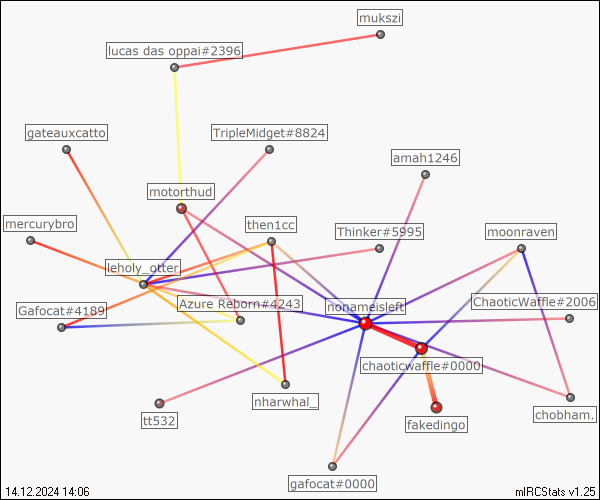 mukszi
lucas das oppai#2396
gateauxcatto
TripleMidget#8824
amah1246
motorthud
mercurybro
then1cc
Thinker#5995
moonraven
leholy_otter
Gafocat#4189
Azure Reborn#4243
nonameisleft
ChaoticWaffle#2006
chaoticwaffle#0000
nharwhal_
tt532
fakedingo
chobham.
gafocat#0000
14.12.2024 14:06
mIRCStats v1.25